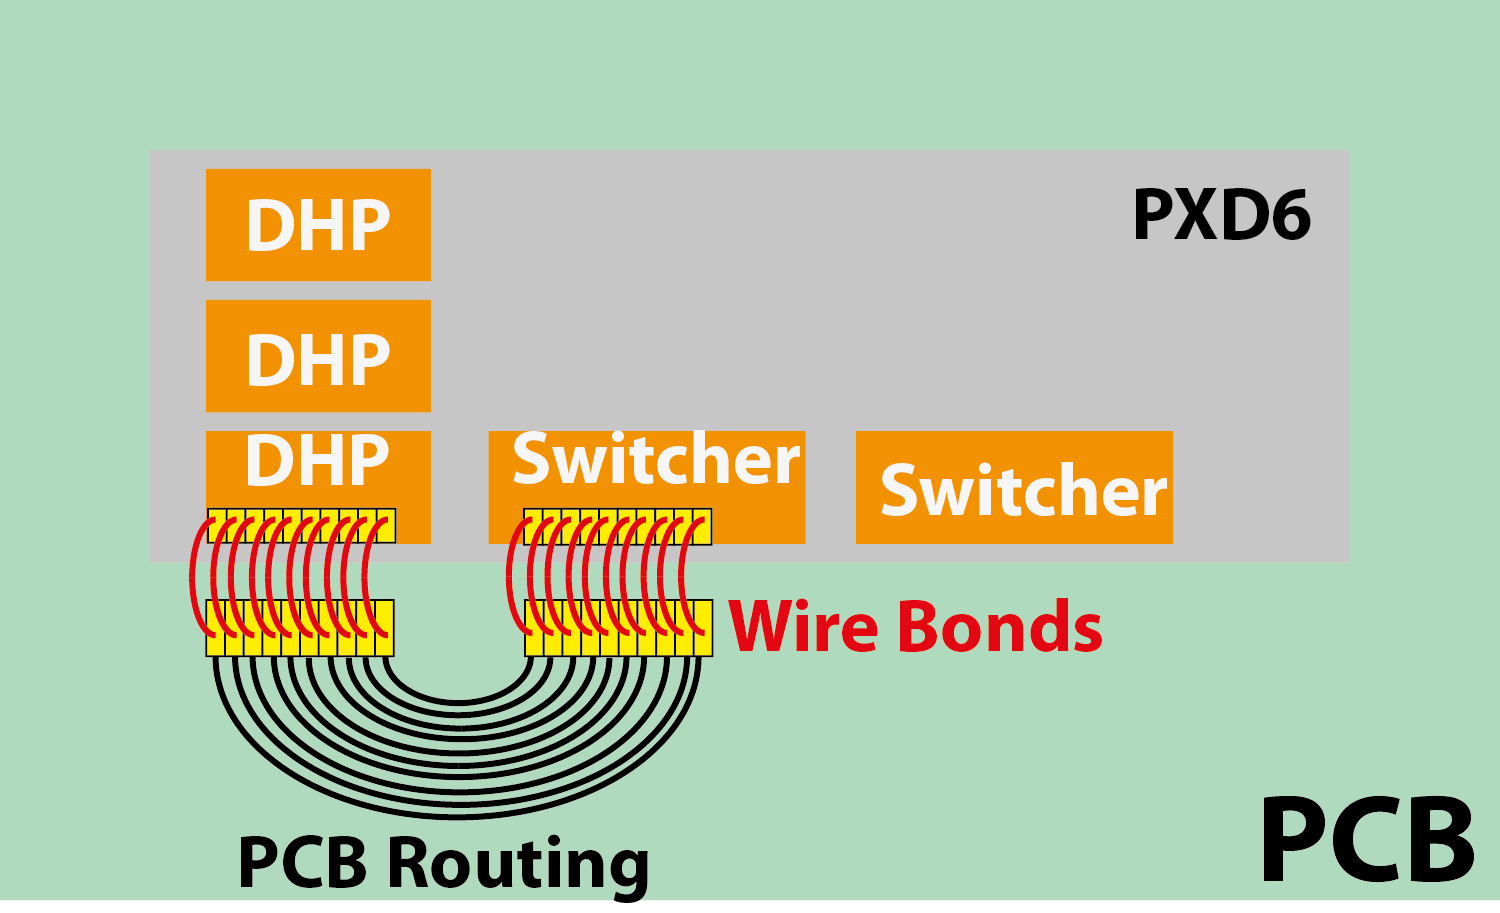 DHP
PXD6
DHP
DHP
Switcher
Switcher
Wire Bonds
PCB Routing
PCB